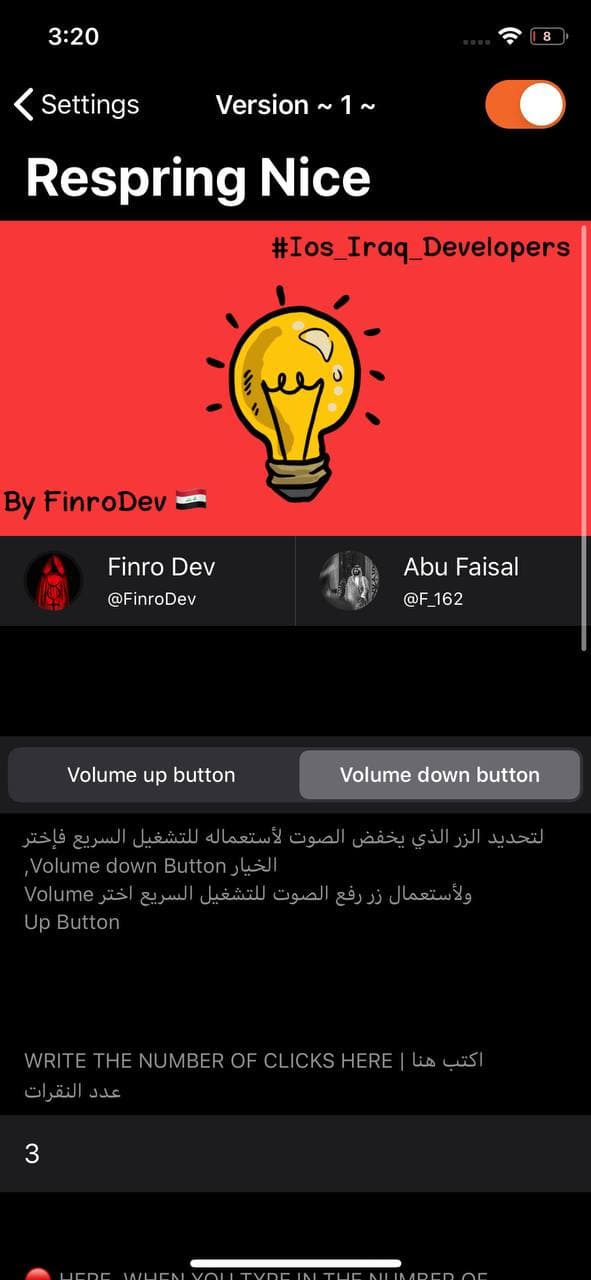 3:20
8
Settings
Version ~ 1 ~
Respring Nice
#Ios_Iraq_Developers
By FinroDev 🇮🇶
Finro Dev
@FinroDev
Abu Faisal
@F_162
Volume up button
Volume down button
لتحديد الزر الذي يخفض الصوت لأستعماله للتشغيل السريع فإختر
الخيار Volume down Button,
ولأستعمال زر رفع الصوت للتشغيل السريع اختر Volume
Up Button
WRITE THE NUMBER OF CLICKS HERE | اكتب هنا
عدد النقرات
3
🔴 HERE, WHEN YOU TYPE IN THE NUMBER OF